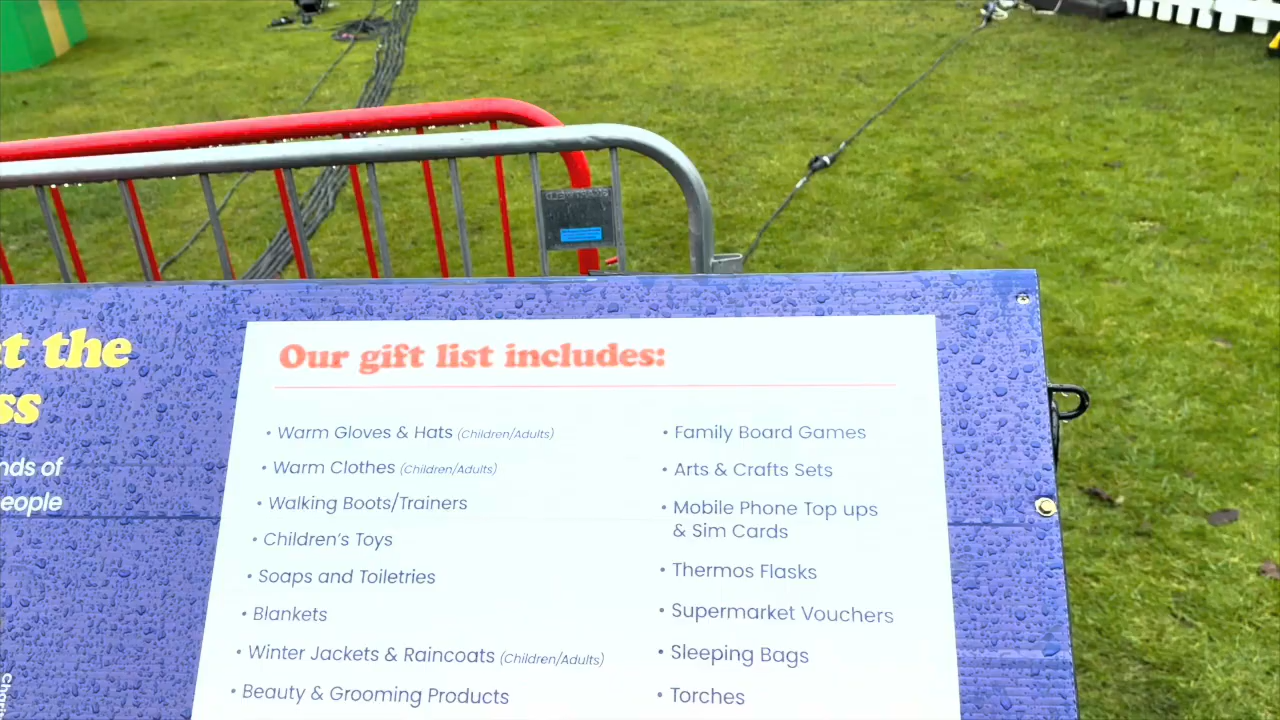 t the
ss
nds of
eople
Our gift list includes:
• Warm Gloves & Hats (Children/Adults)
• Warm Clothes (Children/Adults)
• Walking Boots/Trainers
• Children's Toys
• Soaps and Toiletries
• Blankets
• Winter Jackets & Raincoats (Children/Adults)
• Beauty & Grooming Products
• Family Board Games
• Arts & Crafts Sets
• Mobile Phone Top ups
& Sim Cards
• Thermos Flasks
• Supermarket Vouchers
• Sleeping Bags
• Torches